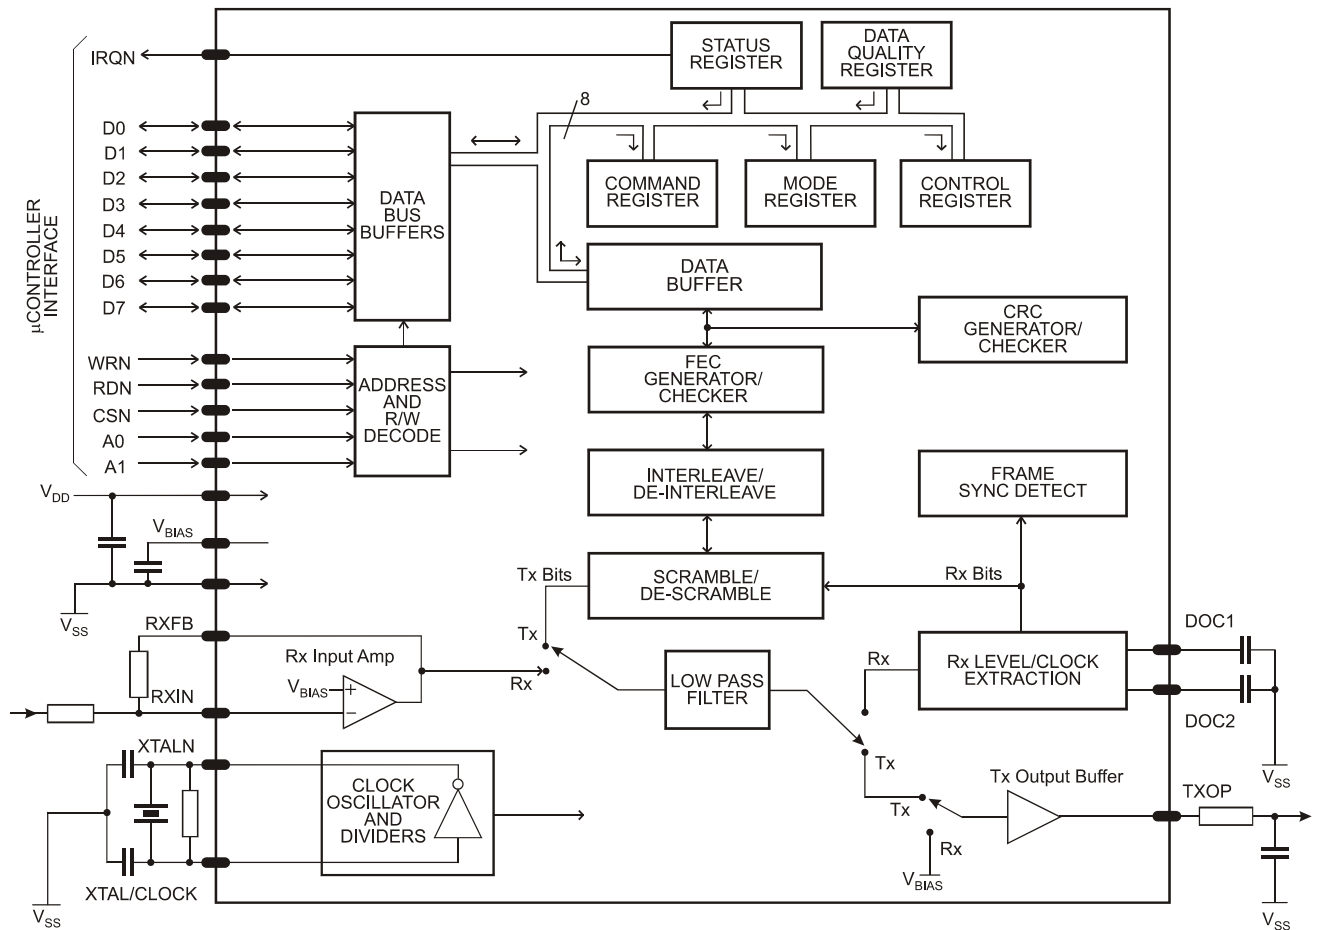 STATUS
REGISTER
DATA
QUALITY
REGISTER
IRQN
8
D0
D1
D2
D3
D4
D5
D6
D7
DATA
BUS
BUFFERS
COMMAND
REGISTER
MODE
REGISTER
CONTROL
REGISTER
µCONTROLLER
INTERFACE
DATA
BUFFER
CRC
GENERATOR/
CHECKER
WRN
RDN
CSN
A0
A1
ADDRESS
AND
R/W
DECODE
FEC
GENERATOR/
CHECKER
INTERLEAVE/
DE-INTERLEAVE
FRAME
SYNC DETECT
VDD
VBIAS
VSS
Tx Bits
SCRAMBLE/
DE-SCRAMBLE
Rx Bits
RXFB
Rx Input Amp
VBIAS
+
−
RXIN
Tx
Rx
LOW PASS
FILTER
Rx
Rx LEVEL/CLOCK
EXTRACTION
DOC1
DOC2
VSS
XTALN
CLOCK
OSCILLATOR
AND
DIVIDERS
Tx
Tx
Rx
VBIAS
Tx Output Buffer
TXOP
XTAL/CLOCK
VSS
VSS